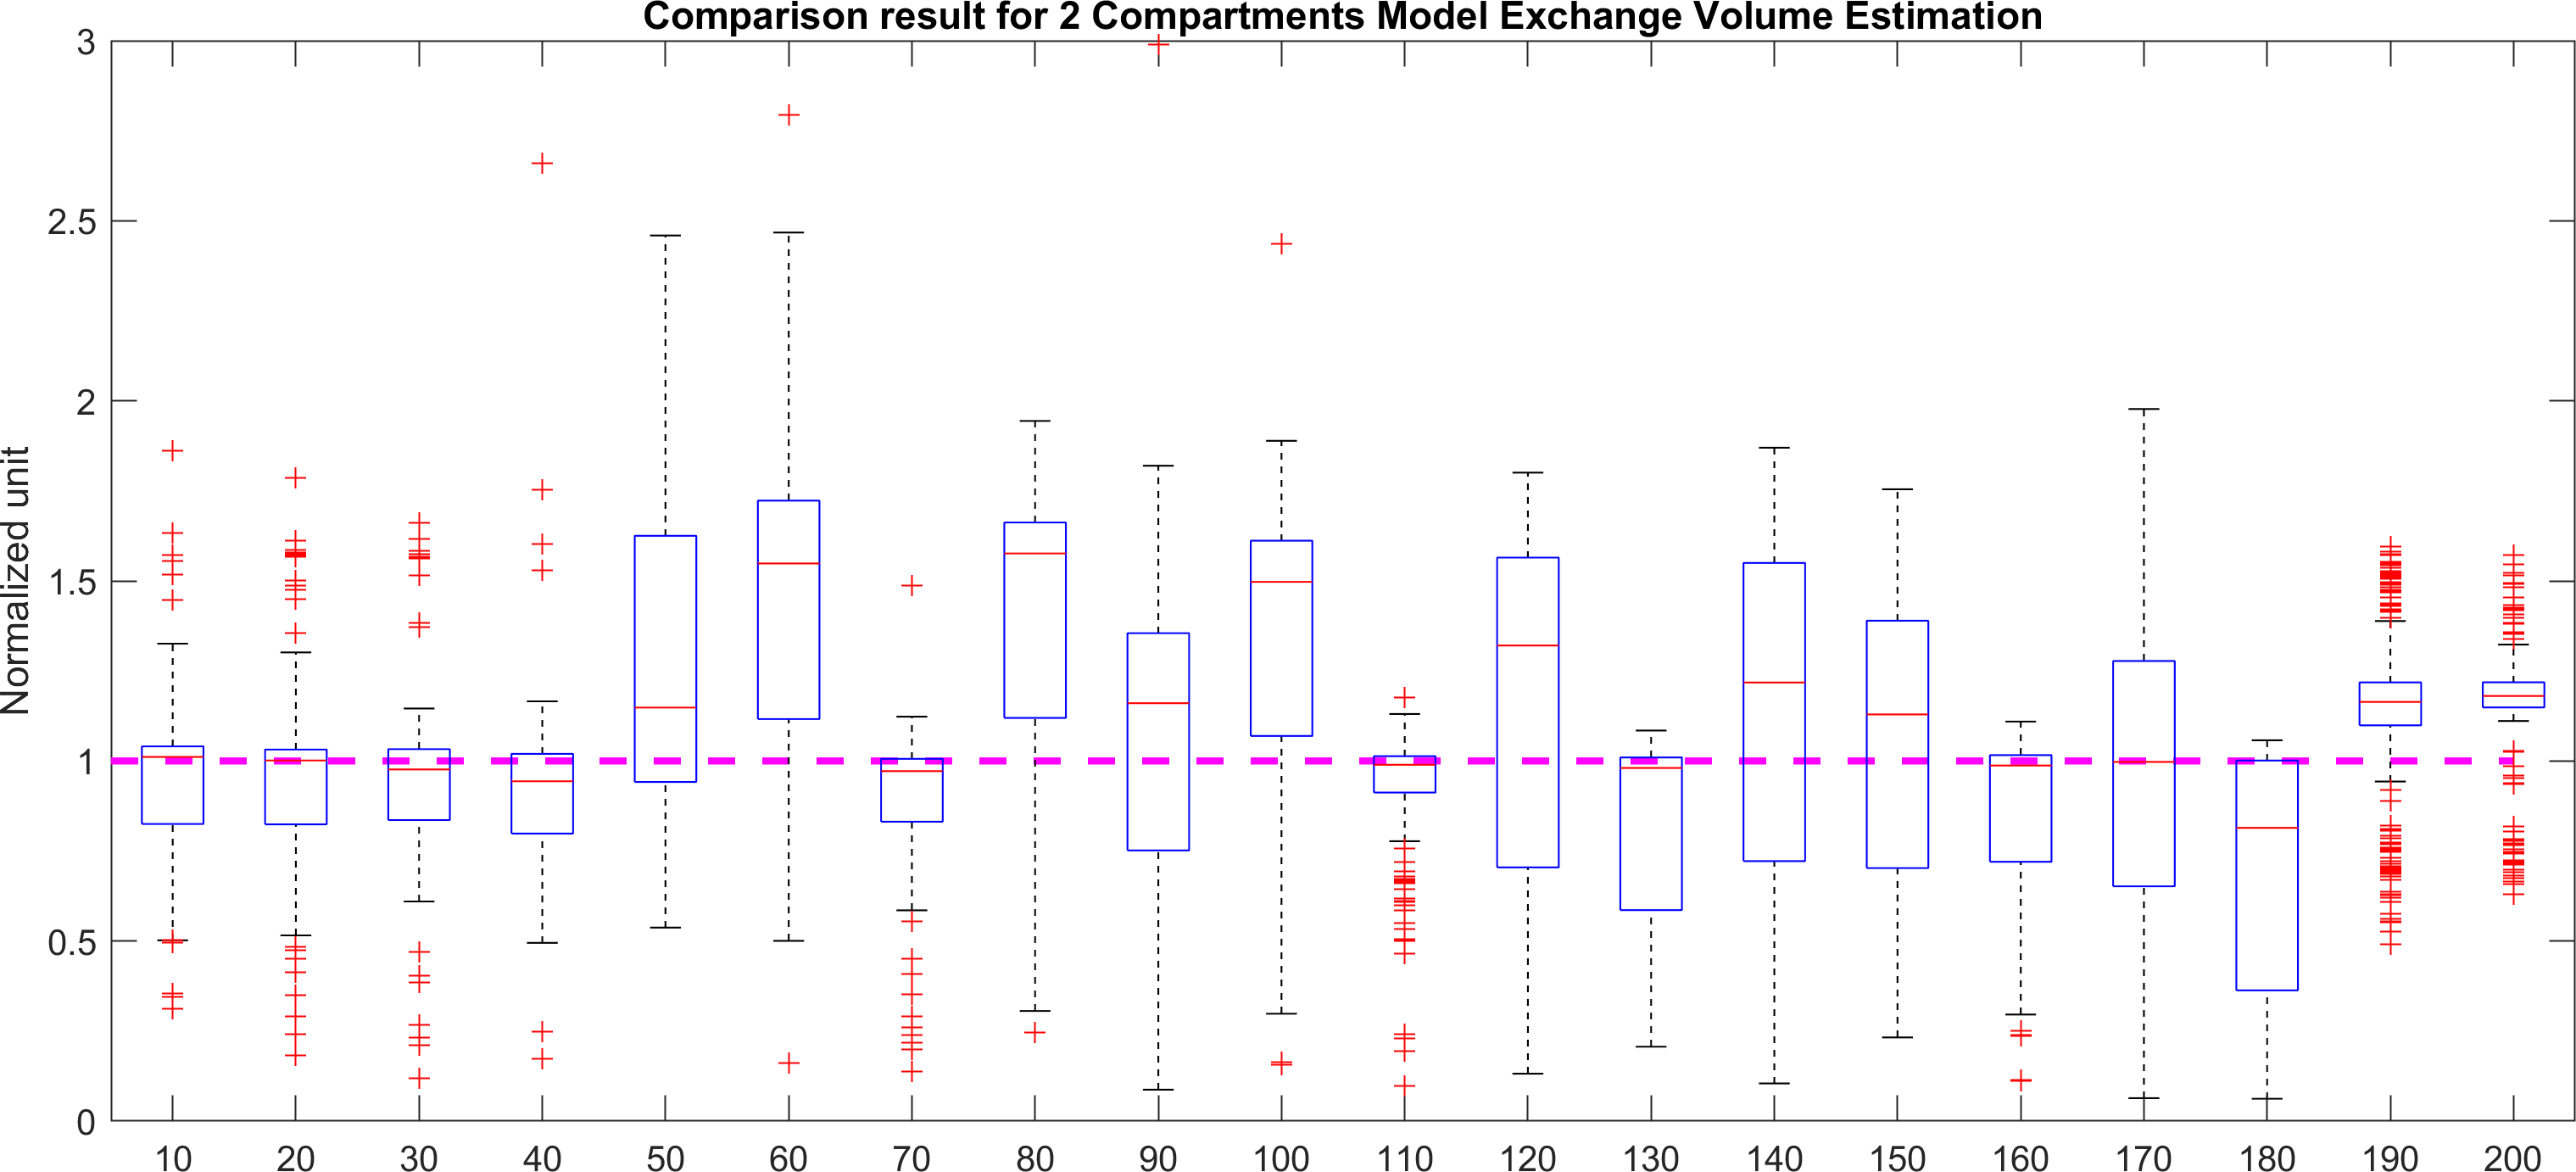 Comparison result for 2 Compartments Model Exchange Volume Estimation
Normalized unit
3
2.5
2
1.5
1
0.5
0
10 20 30 40 50 60 70 80 90 100 110 120 130 140 150 160 170 180 190 200